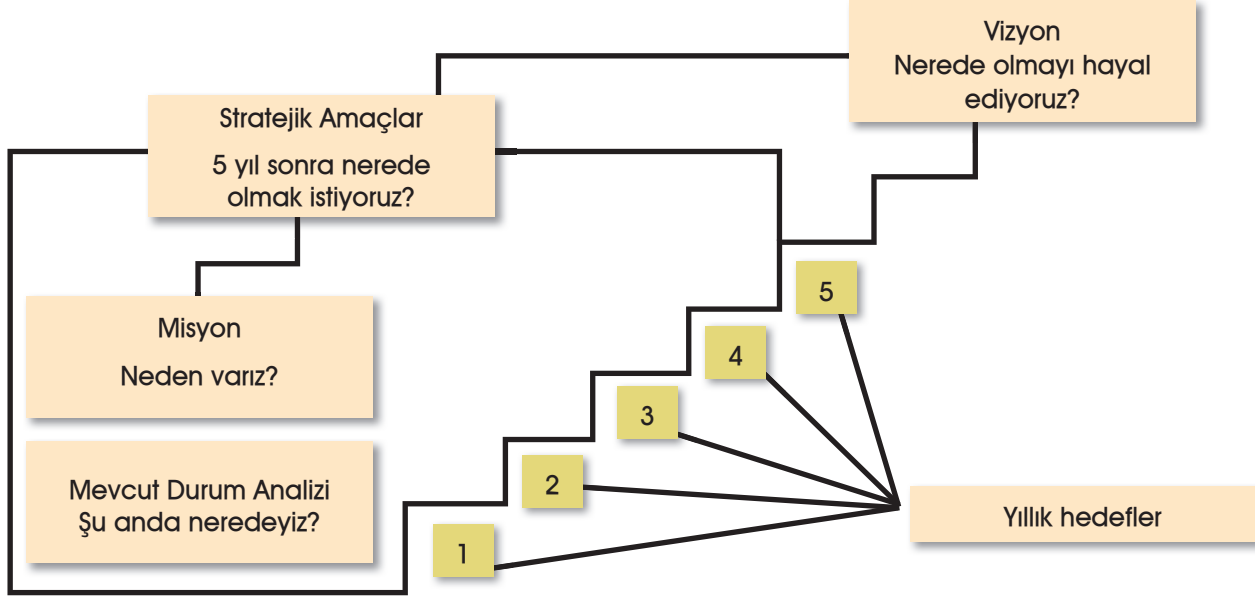 Vizyon
Nerede olmayı hayal
ediyoruz?
Stratejik Amaçlar
5 yıl sonra nerede
olmak istiyoruz?
Misyon
Neden varız?
Mevcut Durum Analizi
Şu anda neredeyiz?
5
4
3
2
1
Yıllık hedefler